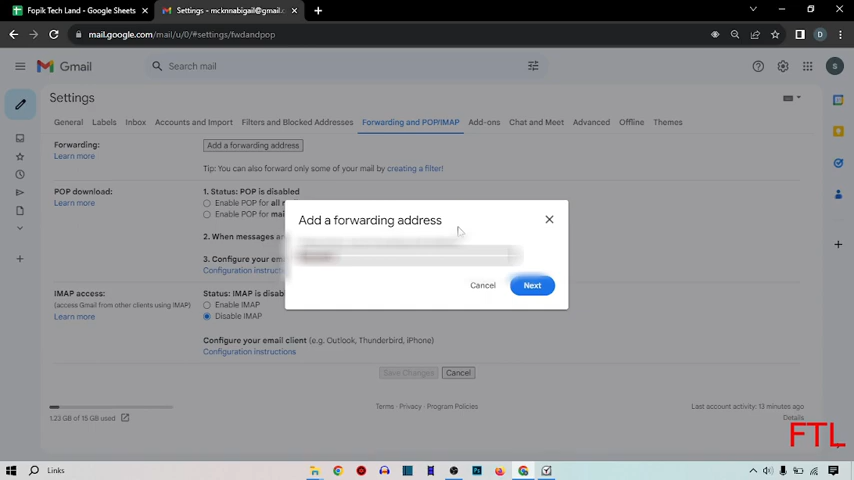 Fopik Tech Land - Google Sheets
Settings - mcknnabigail@gmail.c
mail.google.com/mail/u/0/#settings/fwdandpop
D
Gmail
Search mail
S
Settings
General Labels Inbox Accounts and Import Filters and Blocked Addresses Forwarding and POP/IMAP Add-ons Chat and Meet Advanced Offline Themes
Forwarding:
Learn more
Add a forwarding address
Tip: You can also forward only some of your mail by creating a filter!
POP download:
Learn more
1. Status: POP is disabled
Enable POP for all
Enable POP for mai
2. When messages
3. Configure your ema
Configuration instruc
Add a forwarding address
Cancel
Next
IMAP access:
(access Gmail from other clients using IMAP)
Learn more
Status: IMAP is disab
Enable IMAP
Disable IMAP
Configure your email client (e.g. Outlook, Thunderbird, iPhone)
Configuration instructions
Save Changes Cancel
1.23 GB of 15 GB used
Terms · Privacy · Program Policies
Last account activity: 13 minutes ago
Details
FTL
Links